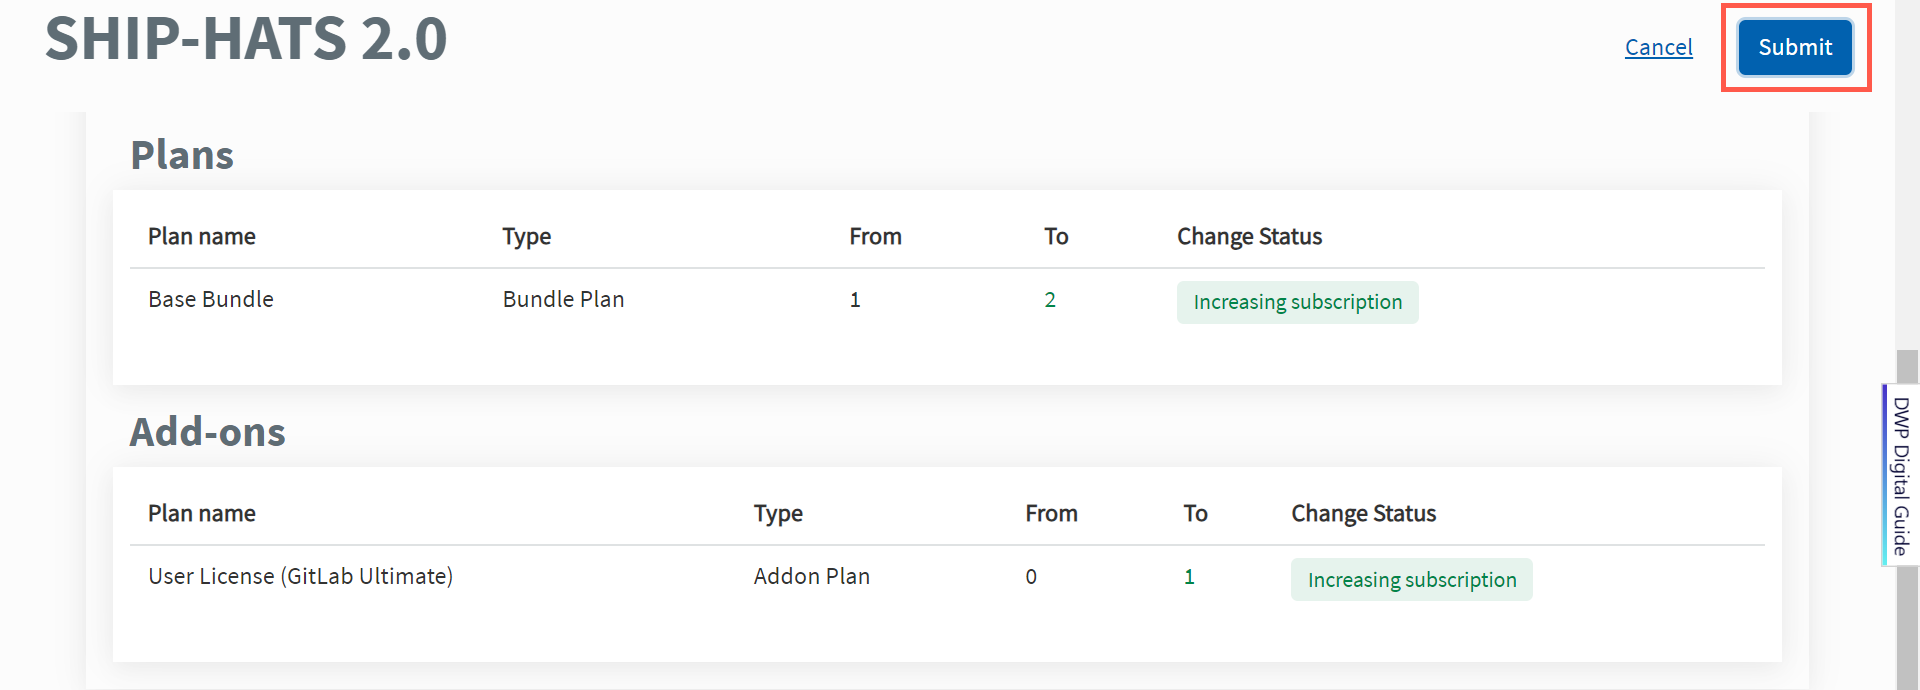 SHIP-HATS 2.0
Cancel
Submit
Plans
Plan name Type From To Change Status
Base Bundle Bundle Plan 1 2 Increasing subscription
Add-ons
Plan name Type From To Change Status
User License (GitLab Ultimate) Addon Plan 0 1 Increasing subscription
DWP Digital Guide